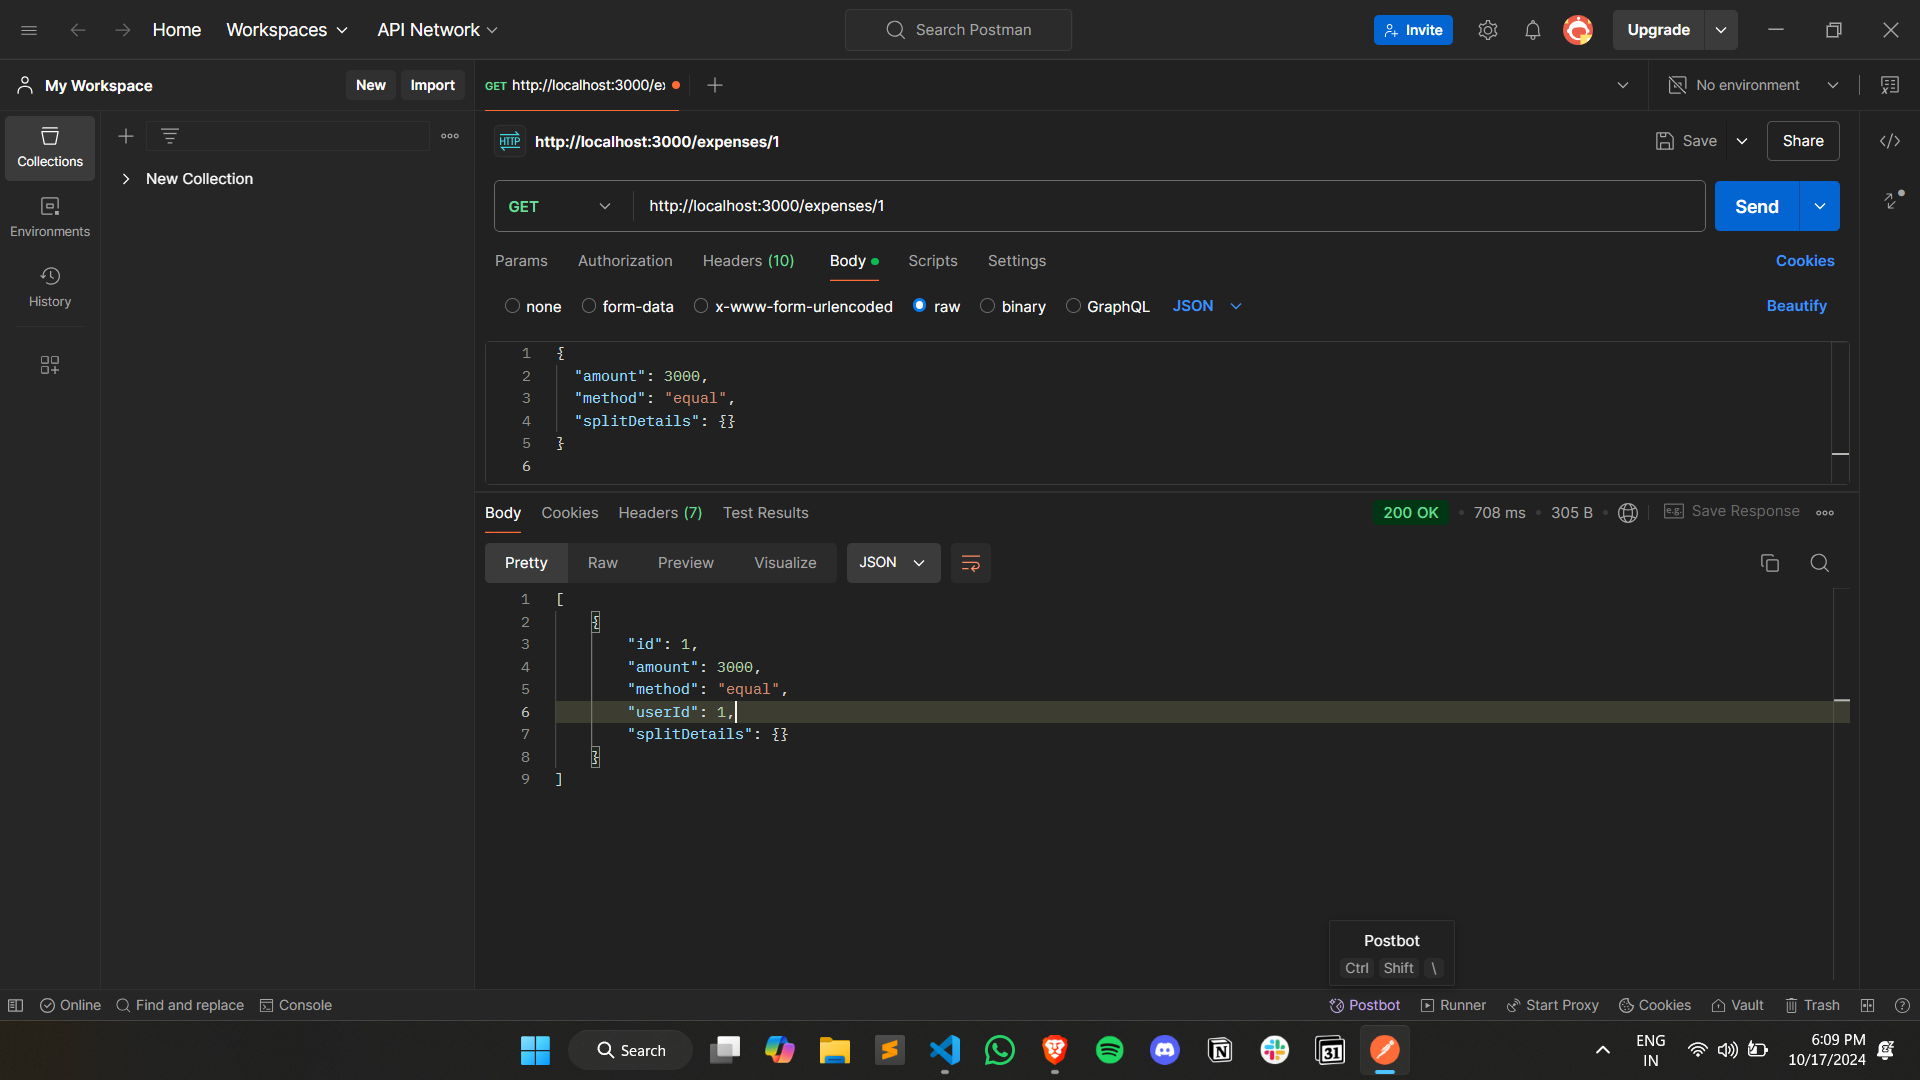 Home
Workspaces
API Network
Search Postman
Invite
Upgrade
My Workspace
New
Import
GET http://localhost:3000/ex
No environment
Collections
HTTP
http://localhost:3000/expenses/1
Save
Share
New Collection
Environments
GET
http://localhost:3000/expenses/1
Send
Params
Authorization
Headers (10)
Body
Scripts
Settings
Cookies
History
none
form-data
x-www-form-urlencoded
raw
binary
GraphQL
JSON
Beautify
1 {
2 "amount": 3000,
3 "method": "equal",
4 "splitDetails": {}
5 }
6
Body
Cookies
Headers (7)
Test Results
200 OK
708 ms
305 B
e.g.
Save Response
Pretty
Raw
Preview
Visualize
JSON
1 [
2 {
3 "id": 1,
4 "amount": 3000,
5 "method": "equal",
6 "userId": 1,
7 "splitDetails": {}
8 }
9 ]
Postbot
Ctrl Shift \
Online
Find and replace
Console
Postbot
Runner
Start Proxy
Cookies
Vault
Trash
Search
31
ENG
IN
6:09 PM
10/17/2024